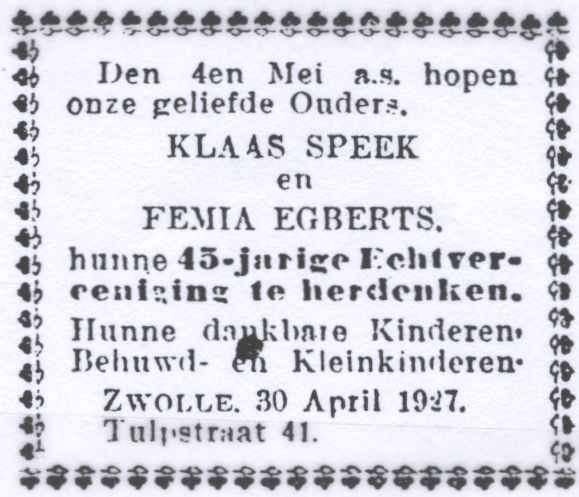 Den 4en Mei a.s. hopen
onze geliefde Ouders,
KLAAS SPEEK
en
FEMIA EGBERTS,
hunne 45-jarige Echtver-
eeniging te herdenken.
Hunne dankbare Kinderen,
Behuwd- en Kleinkinderen.
ZWOLLE, 30 April 1927.
Tulpstraat 41.